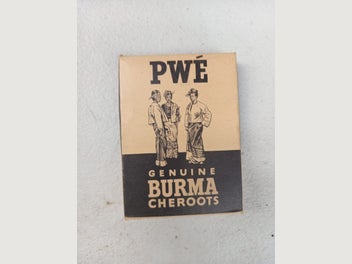 PWÉ
GENUINE
BURMA
CHEROOTS